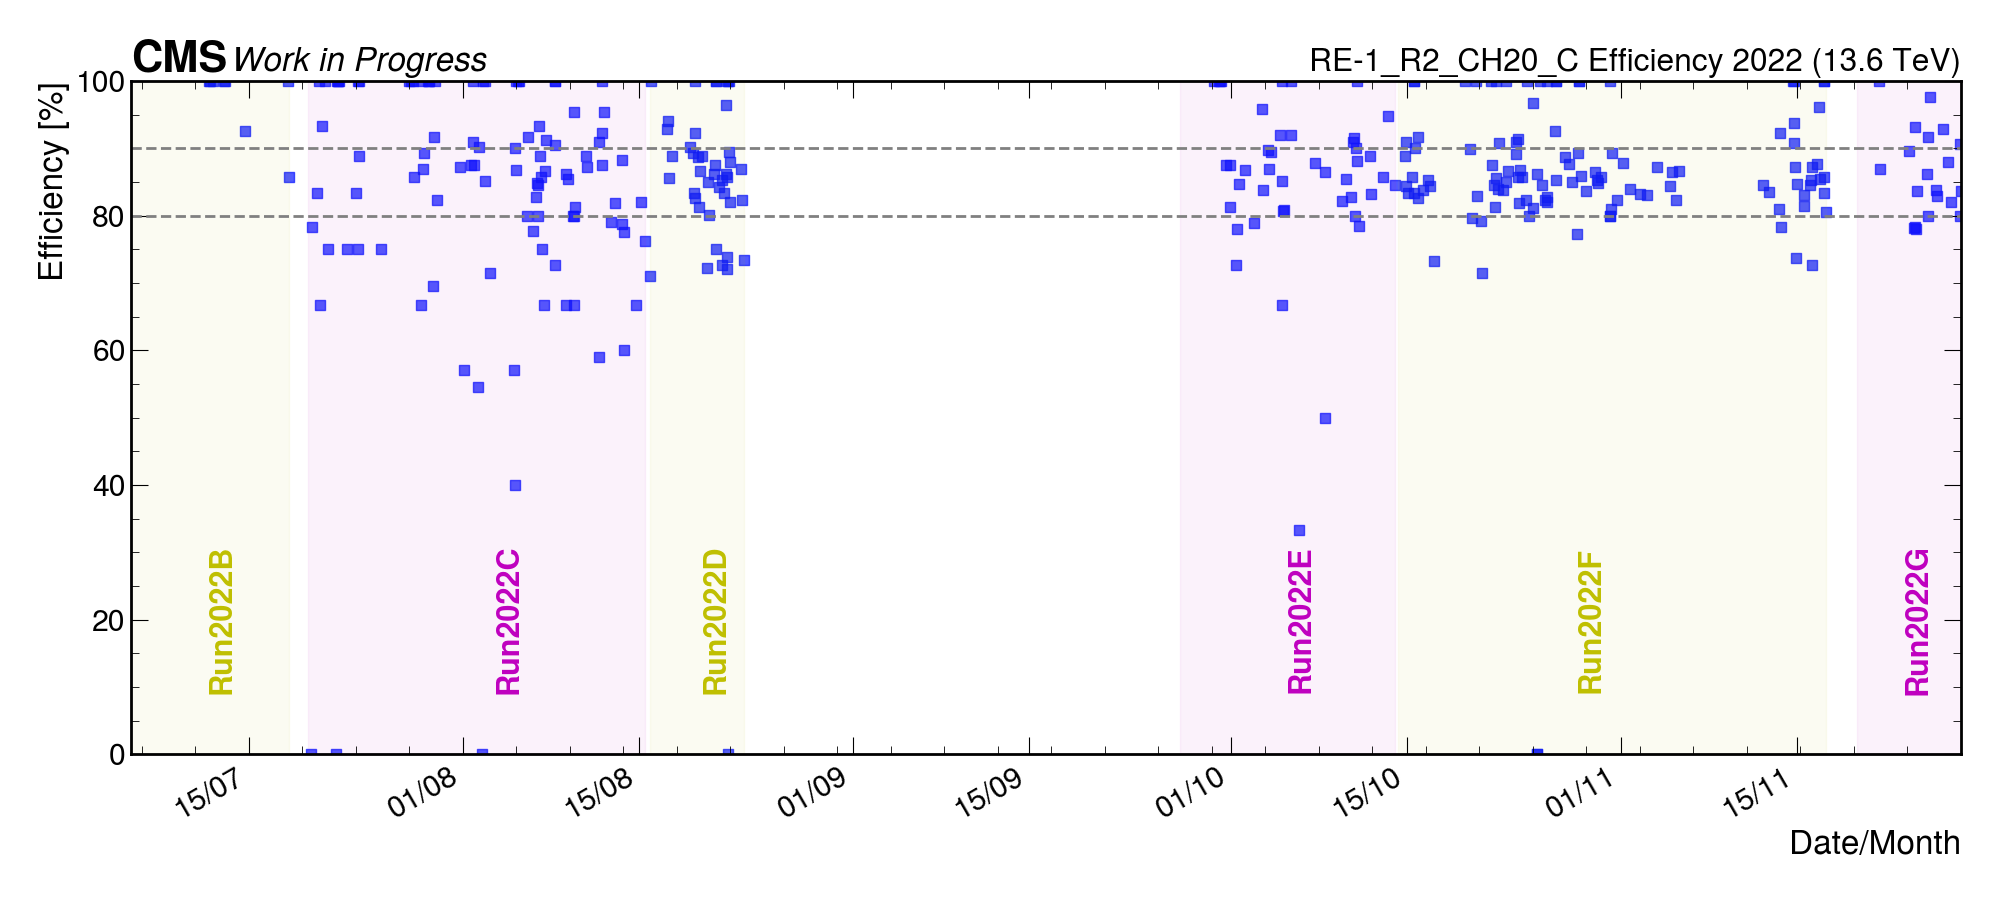 CMS Work in Progress
RE-1_R2_CH20_C Efficiency 2022 (13.6 TeV)
Efficiency [%]
100
80
60
40
20
0
Run2022B
Run2022C
Run2022D
Run2022E
Run2022F
Run2022G
15/07
01/08
15/08
01/09
15/09
01/10
15/10
01/11
15/11
Date/Month